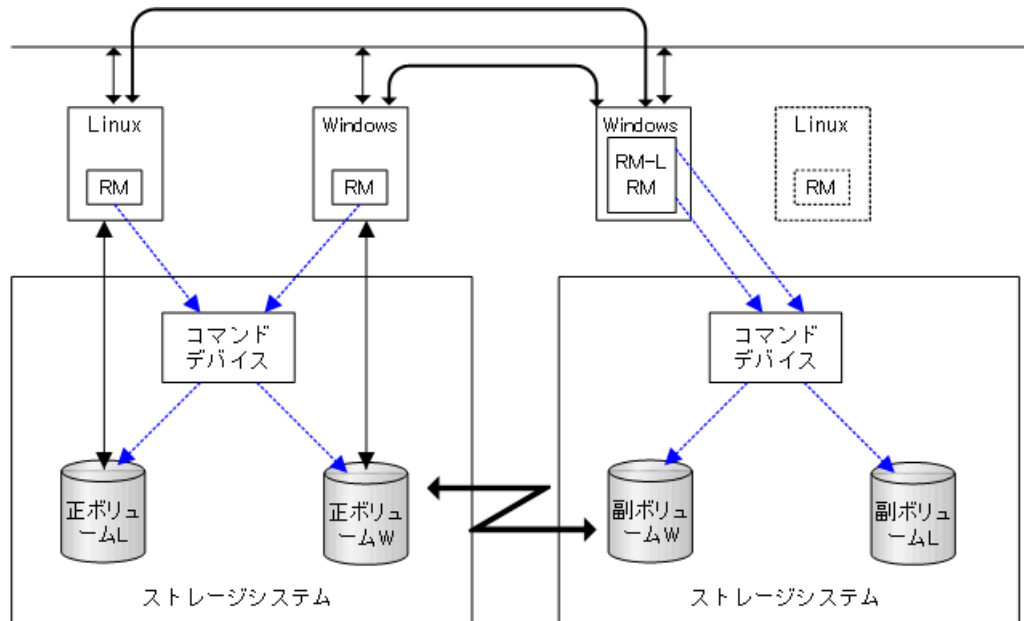 Linux
RM
Windows
RM
Windows
RM-L
RM
Linux
RM
コマンド
デバイス
コマンド
デバイス
正ボリュ
ームL
正ボリュ
ームW
副ボリュ
ームW
副ボリュ
ームL
ストレージシステム
ストレージシステム